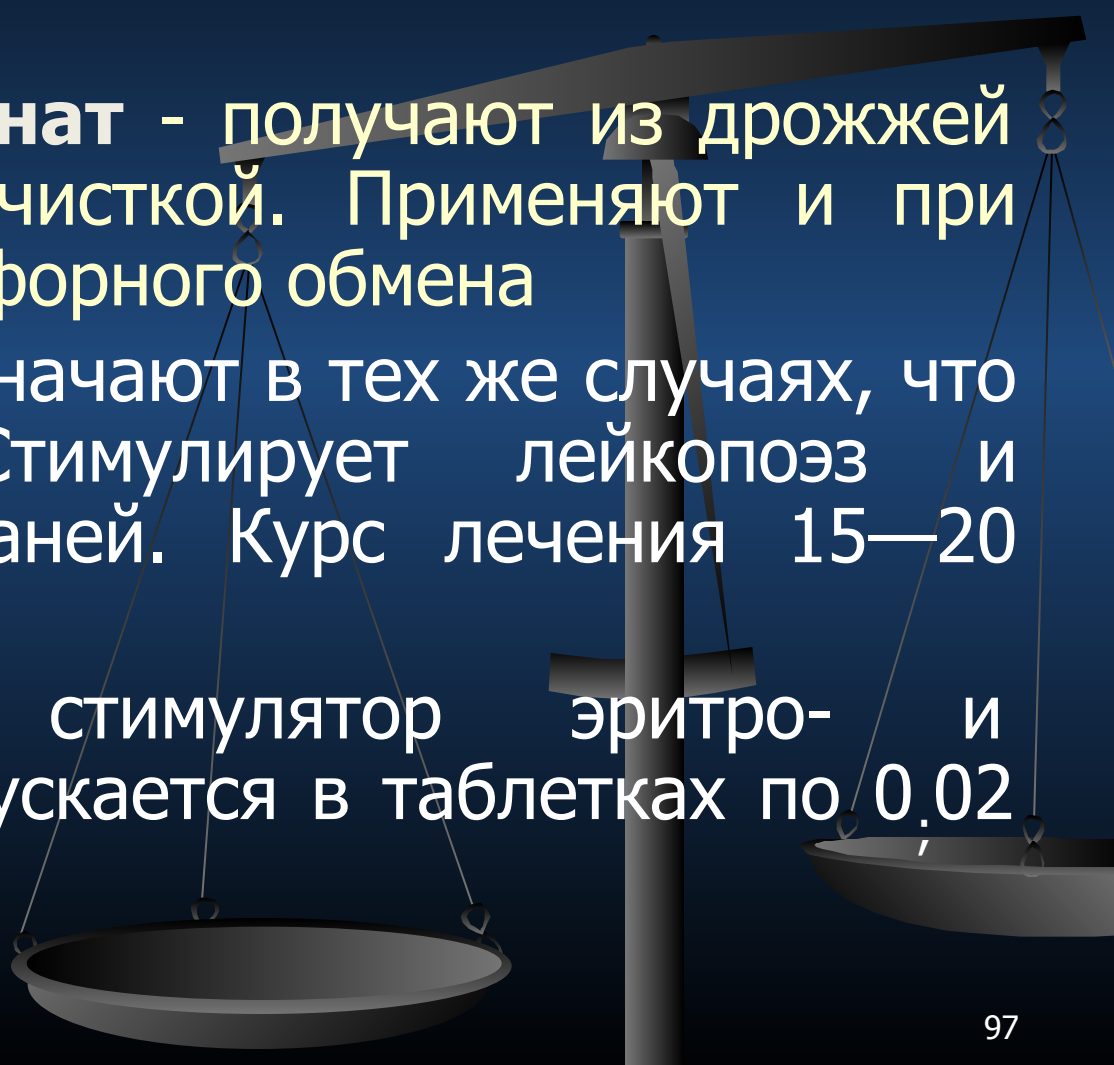 нат - получают из дрожжей
чисткой. Применяют и при
форного обмена
начают в тех же случаях, что
Стимулирует лейкопоэз и
аней. Курс лечения 15—20
стимулятор эритро- и
ускается в таблетках по 0,02
97